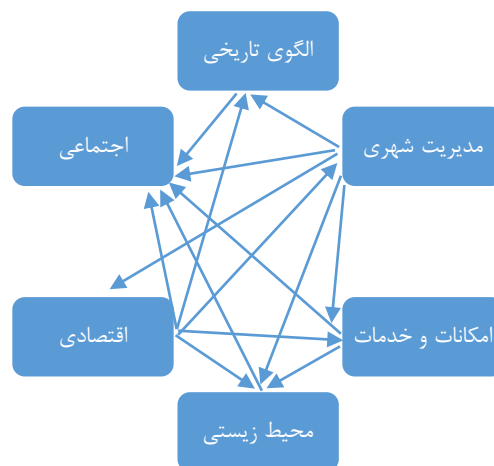 الگوی تاریخی
مدیریت شهری
اجتماعی
امکانات و خدمات
اقتصادی
محیط زیستی